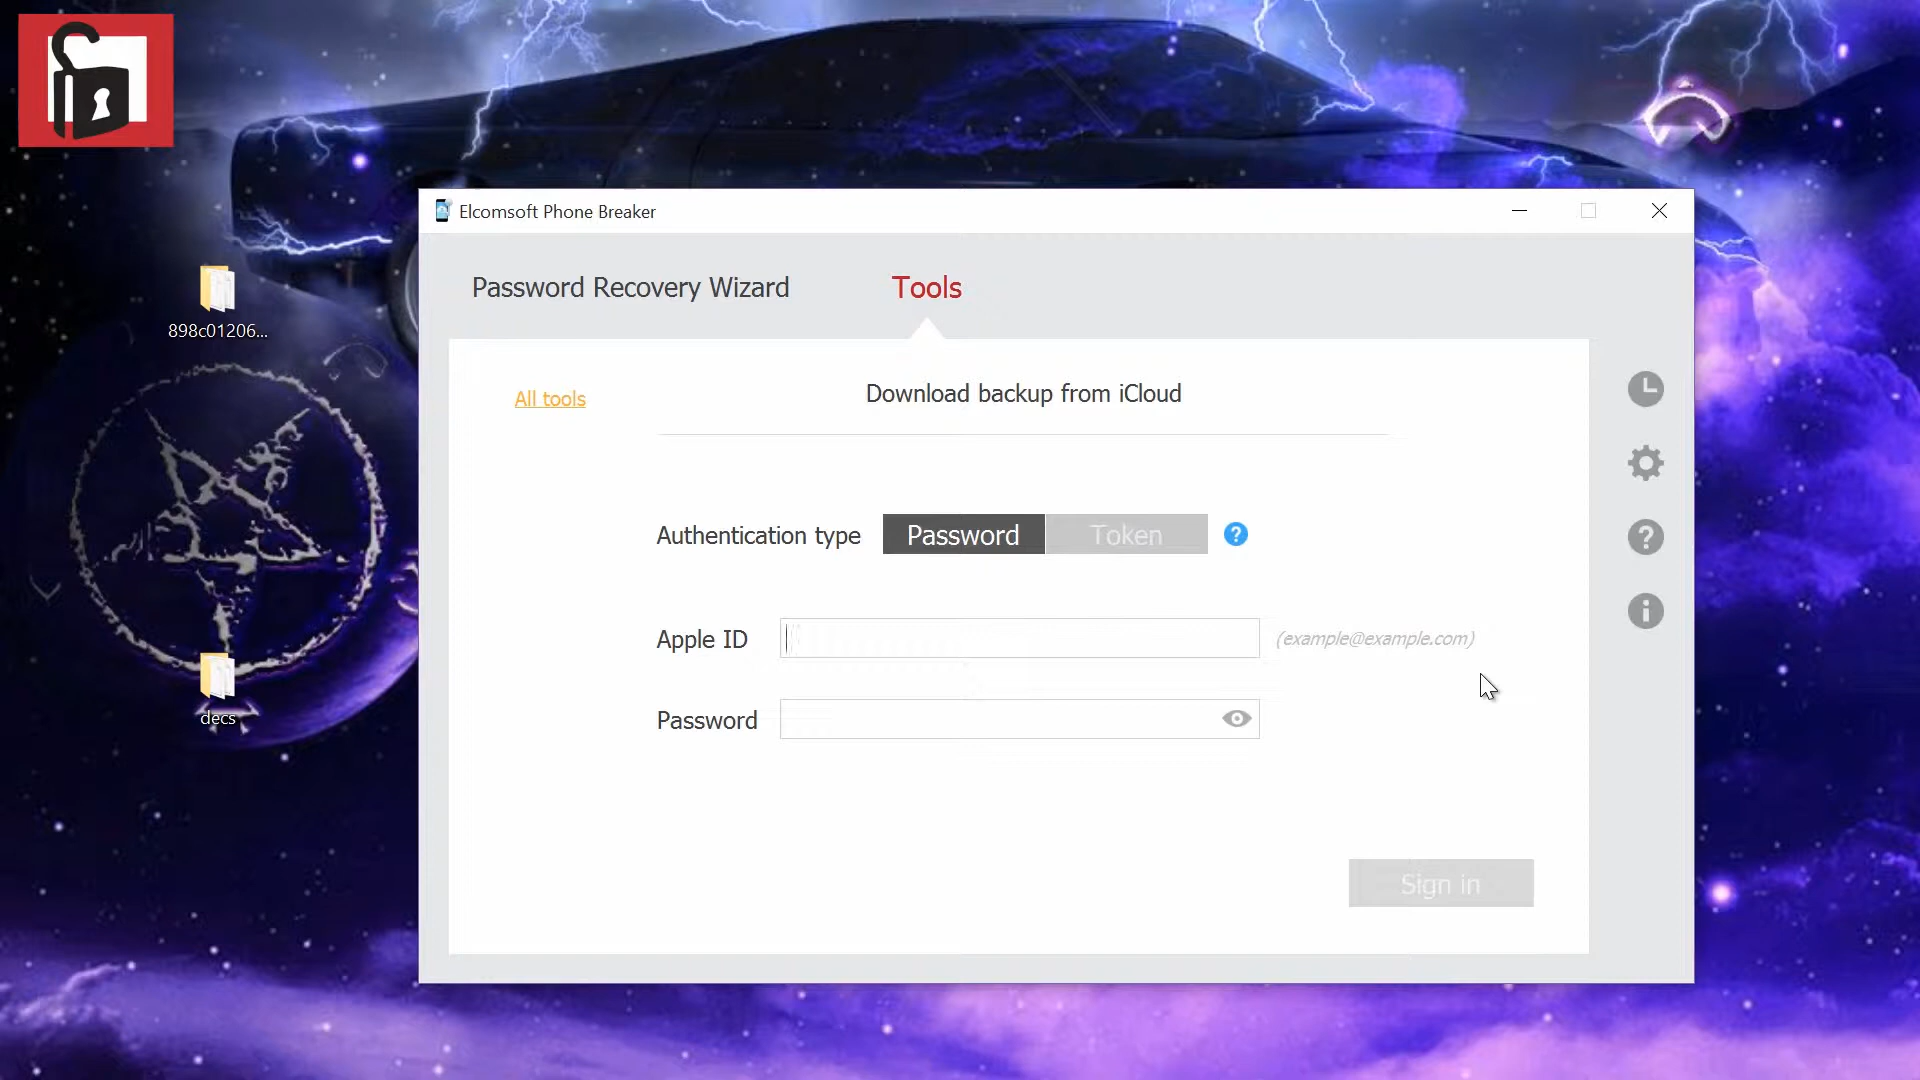 Elcomsoft Phone Breaker
Password Recovery Wizard
Tools
All tools
Download backup from iCloud
Authentication type
Password
Token
?
Apple ID
(example@example.com)
Password
Sign in
898c01206...
decs